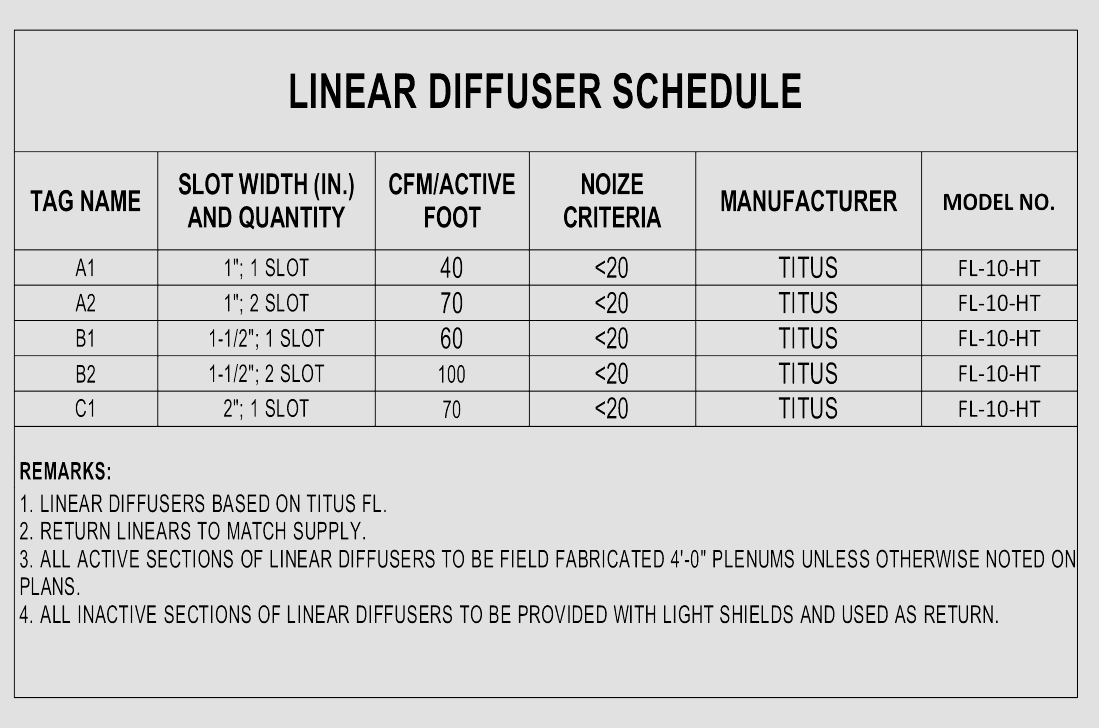 LINEAR DIFFUSER SCHEDULE
TAG NAME SLOT WIDTH (IN.) AND QUANTITY CFM/ACTIVE FOOT NOIZE CRITERIA MANUFACTURER MODEL NO.
A1 1"; 1 SLOT 40 <20 TITUS FL-10-HT
A2 1"; 2 SLOT 70 <20 TITUS FL-10-HT
B1 1-1/2"; 1 SLOT 60 <20 TITUS FL-10-HT
B2 1-1/2"; 2 SLOT 100 <20 TITUS FL-10-HT
C1 2"; 1 SLOT 70 <20 TITUS FL-10-HT
REMARKS:
1. LINEAR DIFFUSERS BASED ON TITUS FL.
2. RETURN LINEARS TO MATCH SUPPLY.
3. ALL ACTIVE SECTIONS OF LINEAR DIFFUSERS TO BE FIELD FABRICATED 4'-0" PLENUMS UNLESS OTHERWISE NOTED ON
PLANS.
4. ALL INACTIVE SECTIONS OF LINEAR DIFFUSERS TO BE PROVIDED WITH LIGHT SHIELDS AND USED AS RETURN.